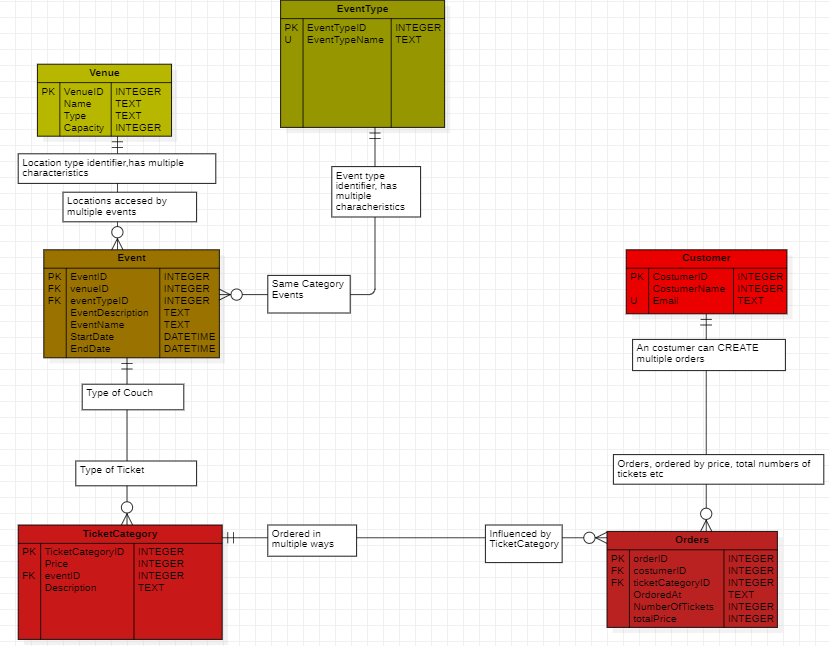 EventType
PK EventTypeID INTEGER
U EventTypeName TEXT
Venue
PK VenueID INTEGER
Name TEXT
Type TEXT
Capacity INTEGER
Location type identifier,has multiple
characteristics
Locations accesed by
multiple events
Event type
identifier, has
multiple
characheristics
Event
PK EventID INTEGER
FK venueID INTEGER
FK eventTypeID INTEGER
EventDescription TEXT
EventName TEXT
StartDate DATETIME
EndDate DATETIME
Same Category
Events
Customer
PK CostumerID INTEGER
CostumerName INTEGER
U Email TEXT
An costumer can CREATE
multiple orders
Type of Couch
Type of Ticket
Orders, ordered by price, total numbers of
tickets etc
TicketCategory
PK TicketCategoryID INTEGER
Price INTEGER
FK eventID INTEGER
Description TEXT
Ordered in
multiple ways
Influenced by
TicketCategory
Orders
PK orderID INTEGER
FK costumerID INTEGER
FK ticketCategoryID INTEGER
OrdoredAt TEXT
NumberOfTickets INTEGER
totalPrice INTEGER